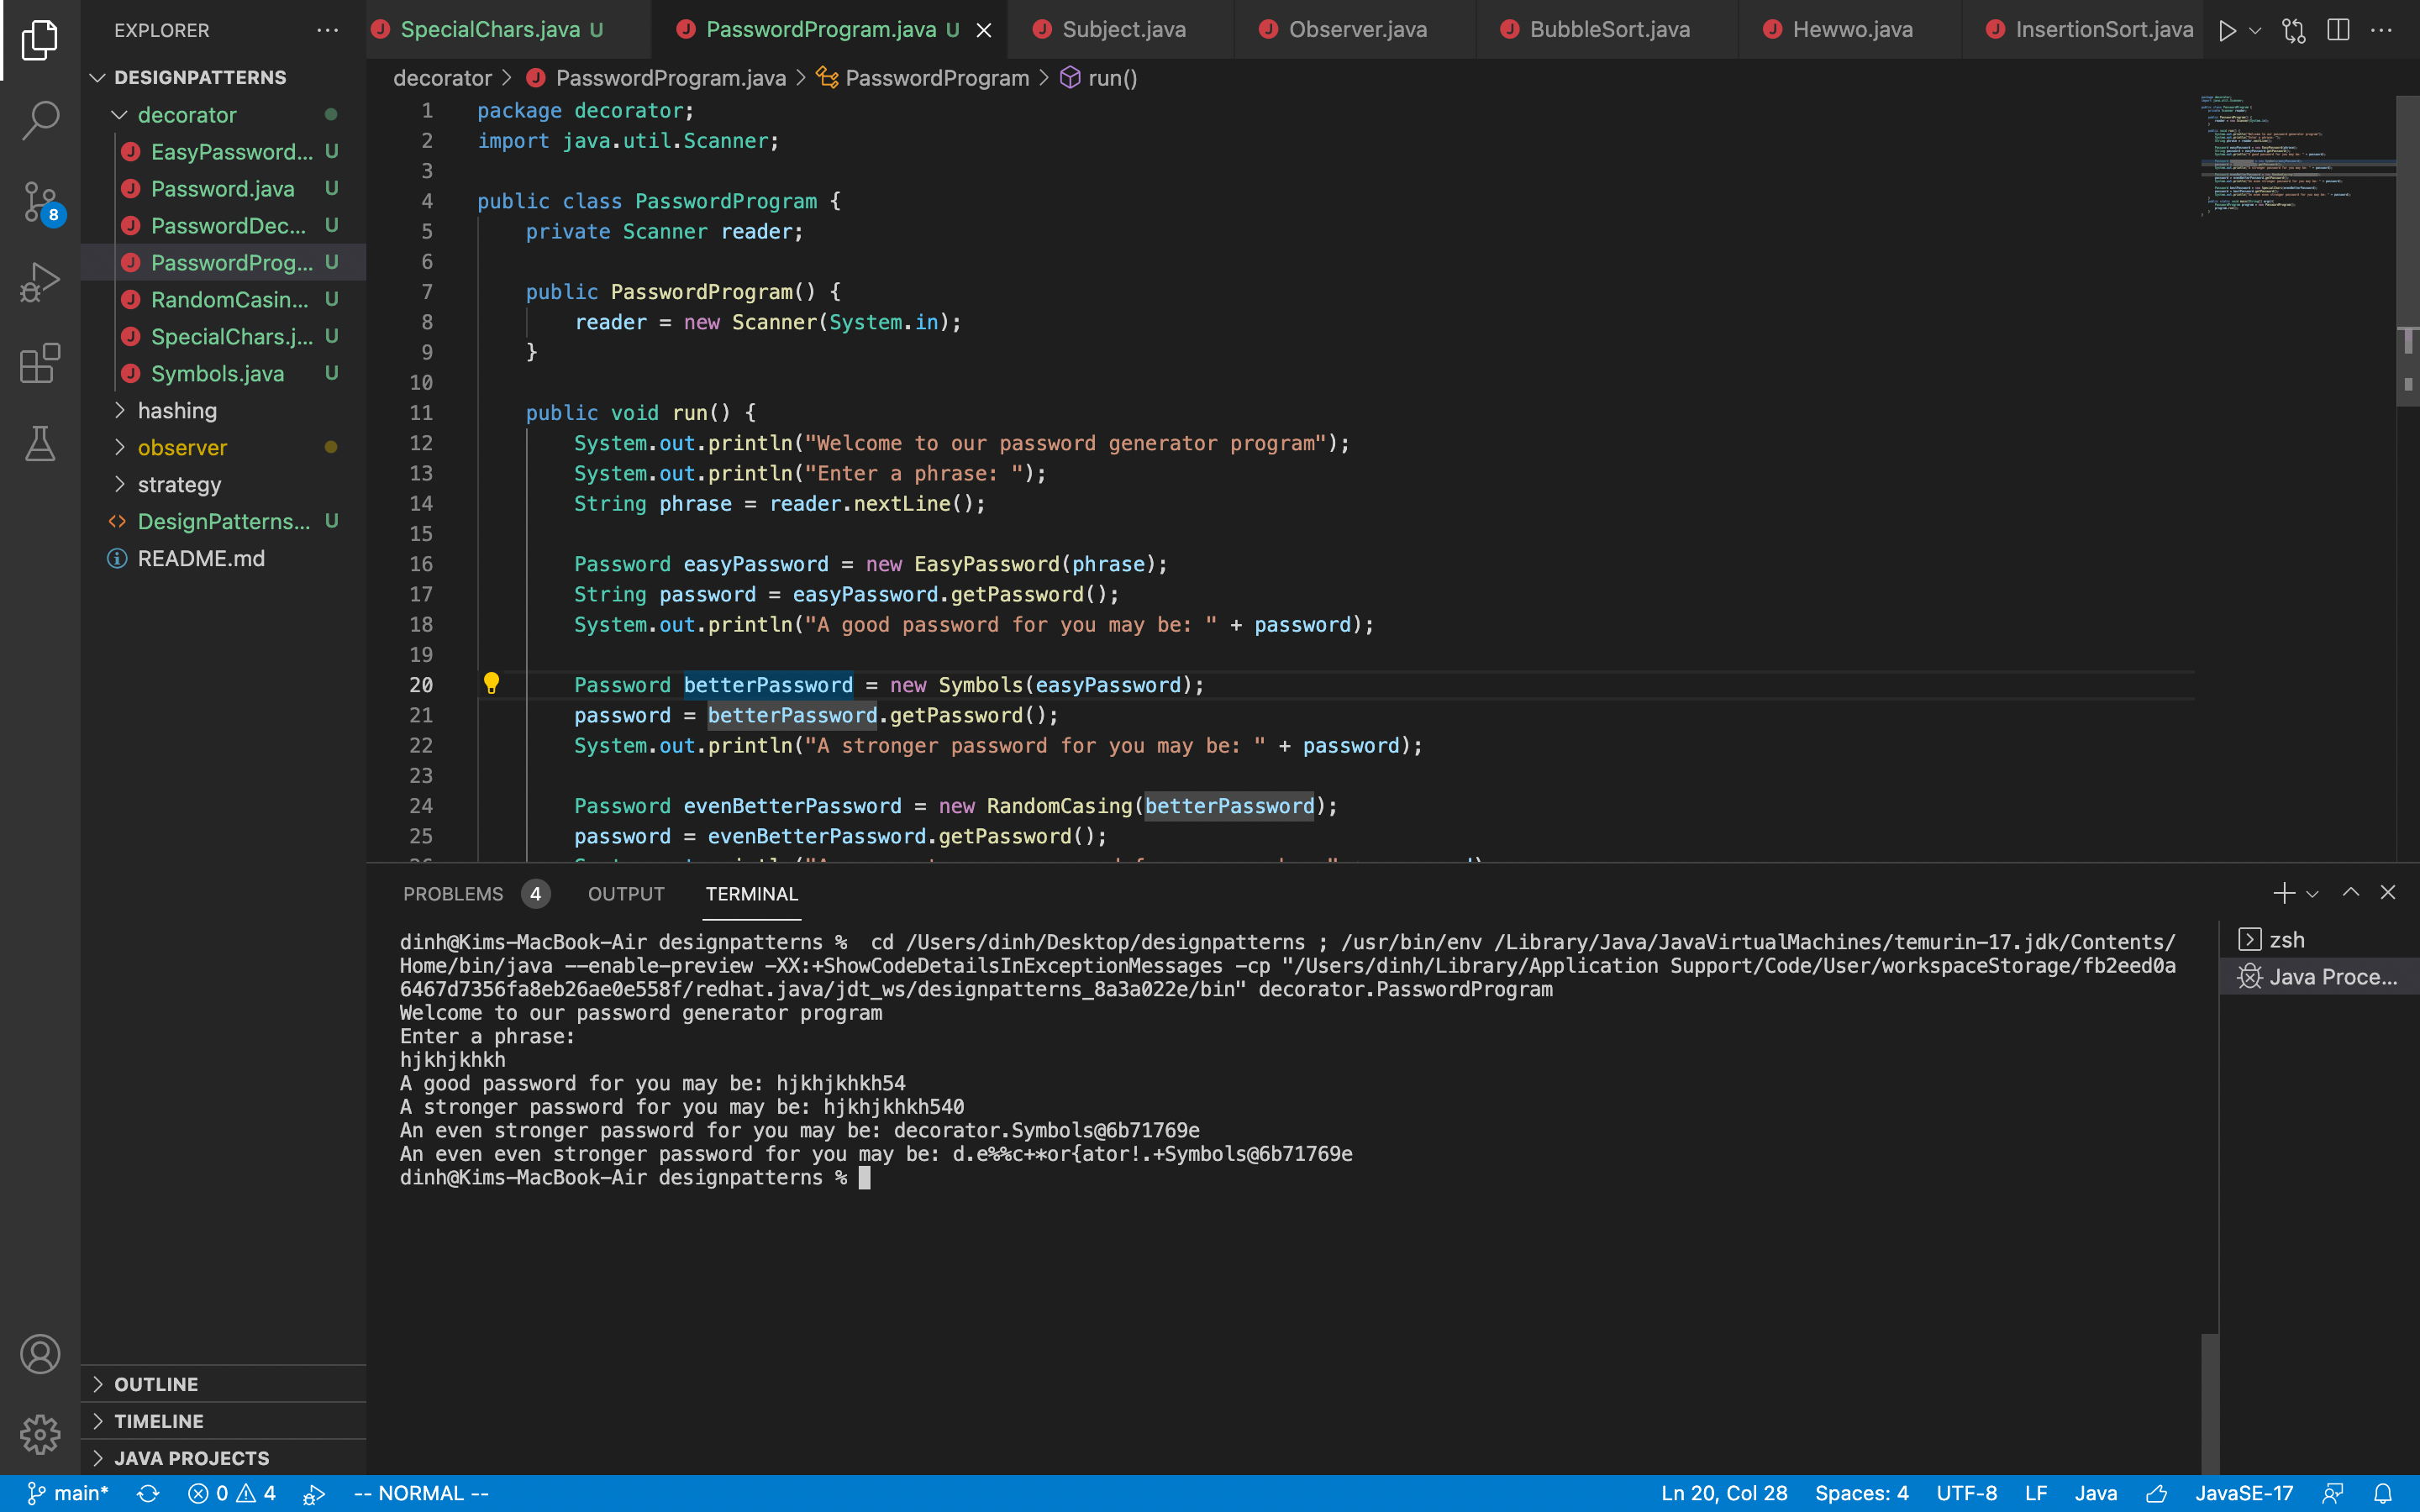 EXPLORER
DESIGNPATTERNS
decorator
EasyPassword... U
Password.java U
PasswordDec... U
PasswordProg... U
RandomCasin... U
SpecialChars.j... U
Symbols.java U
hashing
observer
strategy
DesignPatterns... U
README.md
OUTLINE
TIMELINE
JAVA PROJECTS
8
SpecialChars.java U
PasswordProgram.java U
Subject.java
Observer.java
BubbleSort.java
Hewwo.java
InsertionSort.java
decorator > PasswordProgram.java > PasswordProgram > run()
1 package decorator;
2 import java.util.Scanner;
3
4 public class PasswordProgram {
5 private Scanner reader;
6
7 public PasswordProgram() {
8 reader = new Scanner(System.in);
9 }
10
11 public void run() {
12 System.out.println("Welcome to our password generator program");
13 System.out.println("Enter a phrase: ");
14 String phrase = reader.nextLine();
15
16 Password easyPassword = new EasyPassword(phrase);
17 String password = easyPassword.getPassword();
18 System.out.println("A good password for you may be: " + password);
19
20 Password betterPassword = new Symbols(easyPassword);
21 password = betterPassword.getPassword();
22 System.out.println("A stronger password for you may be: " + password);
23
24 Password evenBetterPassword = new RandomCasing(betterPassword);
25 password = evenBetterPassword.getPassword();
PROBLEMS 4 OUTPUT TERMINAL
dinh@Kims-MacBook-Air designpatterns %  cd /Users/dinh/Desktop/designpatterns ; /usr/bin/env /Library/Java/JavaVirtualMachines/temurin-17.jdk/Contents/
Home/bin/java --enable-preview -XX:+ShowCodeDetailsInExceptionMessages -cp "/Users/dinh/Library/Application Support/Code/User/workspaceStorage/fb2eed0a
6467d7356fa8eb26ae0e558f/redhat.java/jdt_ws/designpatterns_8a3a022e/bin" decorator.PasswordProgram
Welcome to our password generator program
Enter a phrase:
hjkhjkhkh
A good password for you may be: hjkhjkhkh54
A stronger password for you may be: hjkhjkhkh540
An even stronger password for you may be: decorator.Symbols@6b71769e
An even even stronger password for you may be: d.e%%c+*or{ator!.+Symbols@6b71769e
dinh@Kims-MacBook-Air designpatterns %
zsh
Java Proce...
main* 0 4 -- NORMAL -- Ln 20, Col 28 Spaces: 4 UTF-8 LF Java JavaSE-17